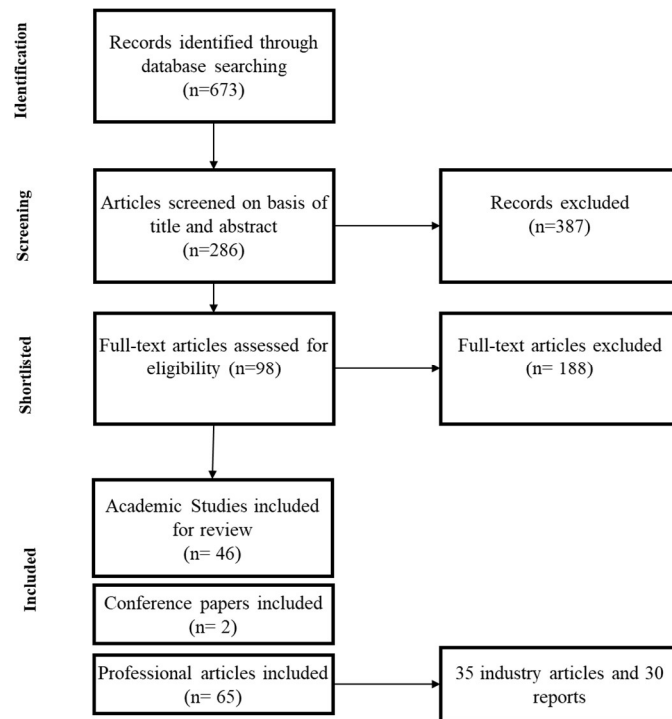 Identification
Records identified through
database searching
(n=673)
Screening
Articles screened on basis of
title and abstract
(n=286)
Records excluded
(n=387)
Shortlisted
Full-text articles assessed for
eligibility (n=98)
Full-text articles excluded
(n= 188)
Included
Academic Studies included
for review
(n= 46)
Conference papers included
(n= 2)
Professional articles included
(n= 65)
35 industry articles and 30
reports